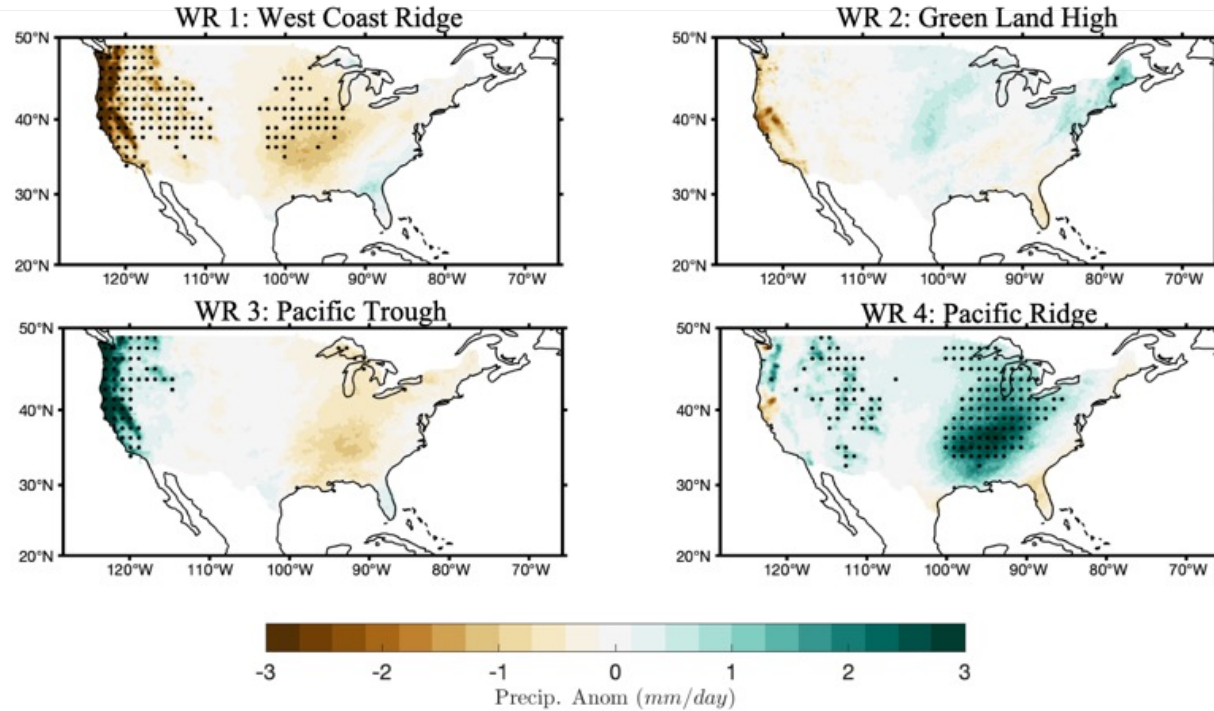 WR 1: West Coast Ridge
WR 2: Green Land High
50°N
40°N
30°N
20°N
120°W 110°W 100°W 90°W 80°W 70°W
50°N
40°N
30°N
20°N
120°W 110°W 100°W 90°W 80°W 70°W
WR 3: Pacific Trough
WR 4: Pacific Ridge
50°N
40°N
30°N
20°N
120°W 110°W 100°W 90°W 80°W 70°W
50°N
40°N
30°N
20°N
120°W 110°W 100°W 90°W 80°W 70°W
-3 -2 -1 0 1 2 3
Precip. Anom (mm/day)